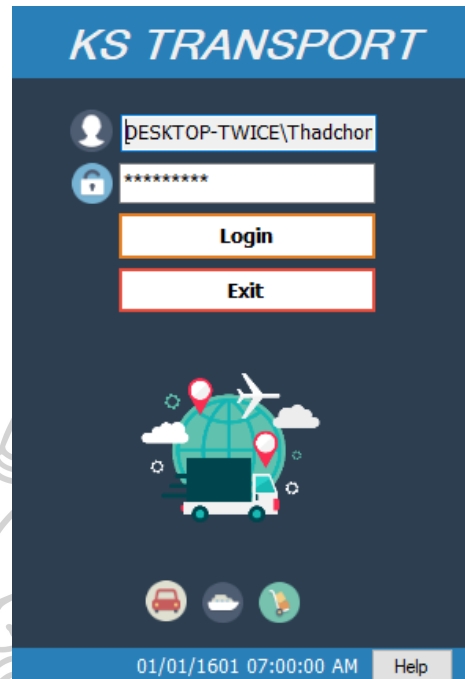 KS TRANSPORT
DESKTOP-TWICE\Thadchor
*********
Login
Exit
01/01/1601 07:00:00 AM Help